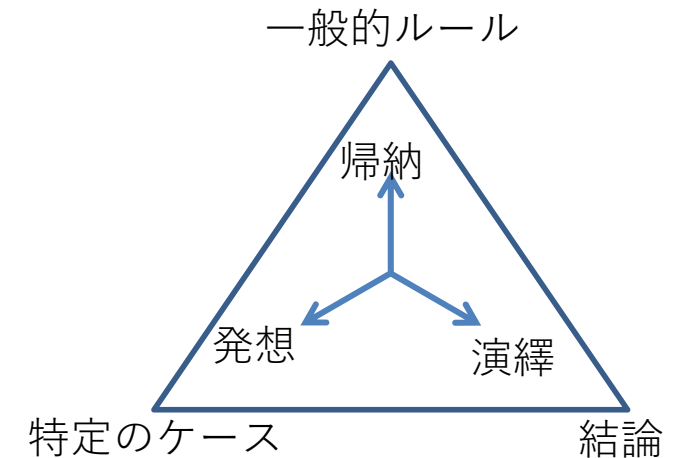 一般的ルール
帰納
発想
演繹
特定のケース
結論